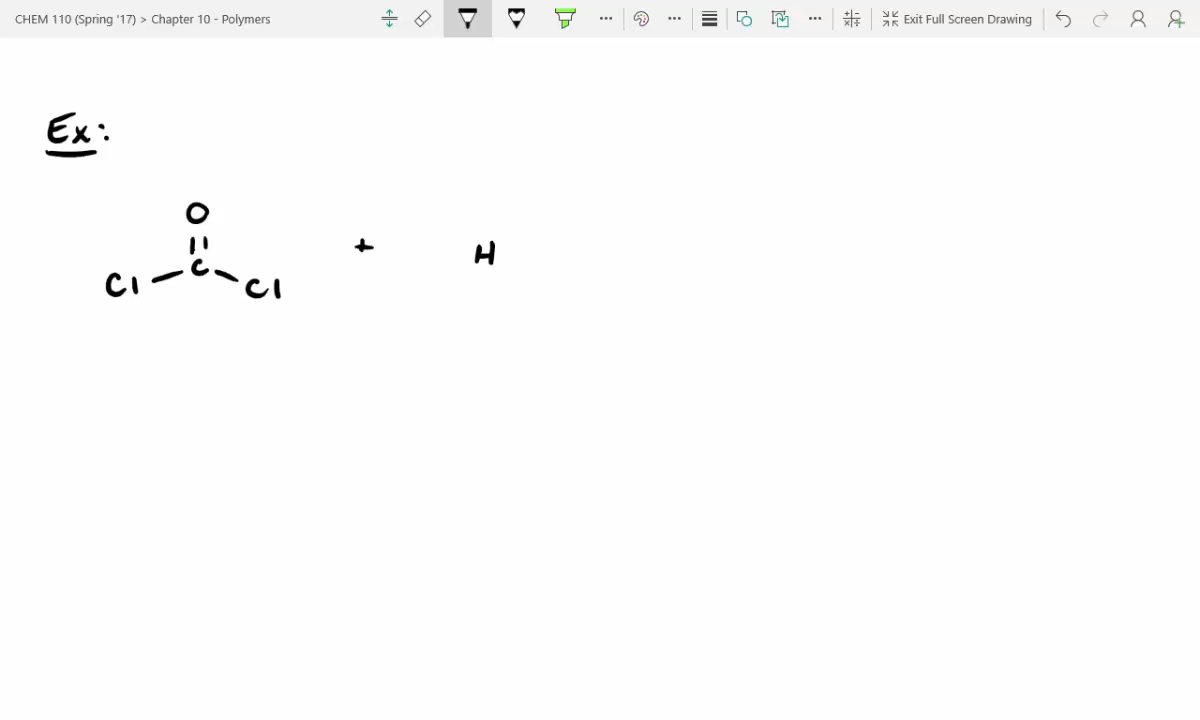 CHEM 110 (Spring '17) > Chapter 10 - Polymers
Exit Full Screen Drawing
Ex:
O
Cl C Cl + H